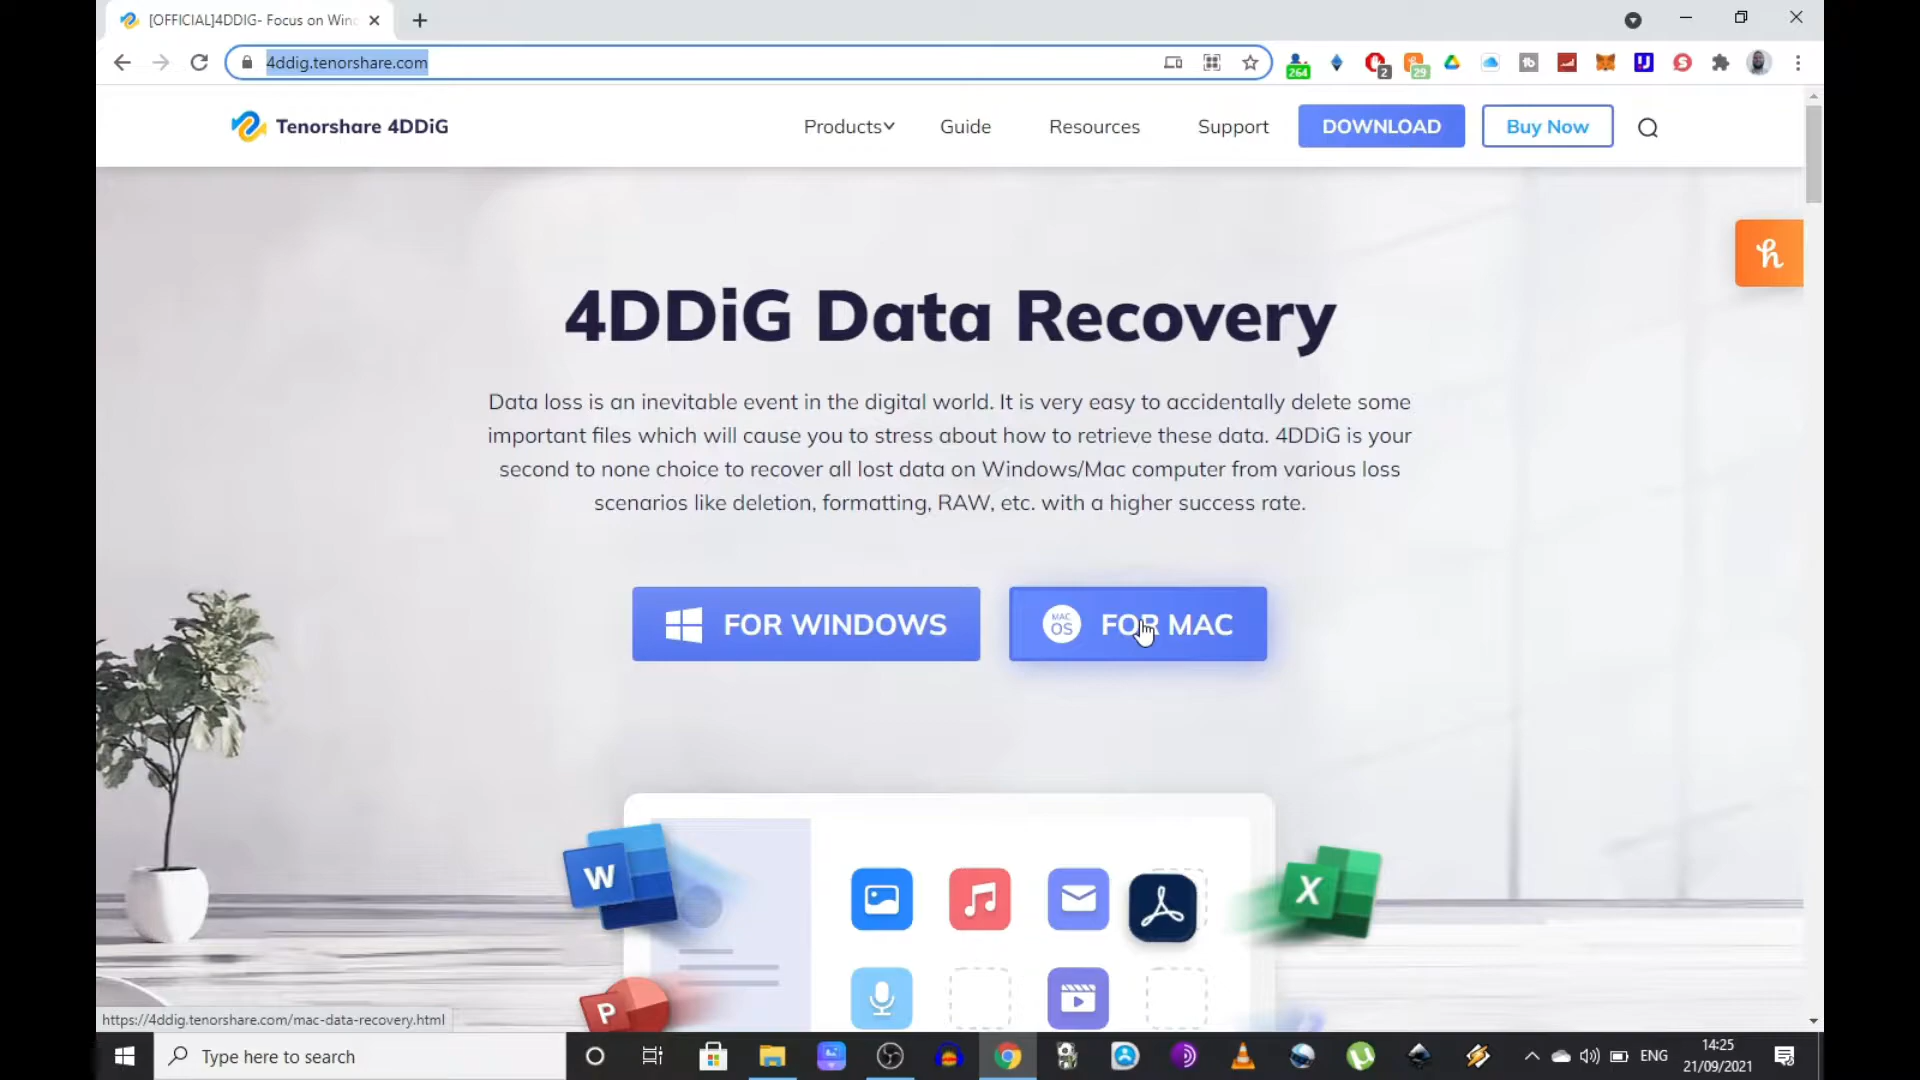 [OFFICIAL]4DDIG- Focus on Wind
4ddig.tenorshare.com
264
2
29
Tenorshare 4DDiG
Products
Guide
Resources
Support
DOWNLOAD
Buy Now
h
4DDiG Data Recovery
Data loss is an inevitable event in the digital world. It is very easy to accidentally delete some
important files which will cause you to stress about how to retrieve these data. 4DDiG is your
second to none choice to recover all lost data on Windows/Mac computer from various loss
scenarios like deletion, formatting, RAW, etc. with a higher success rate.
FOR WINDOWS
MAC
OS
FOR MAC
W
X
P
https://4ddig.tenorshare.com/mac-data-recovery.html
Type here to search
ENG
14:25
21/09/2021